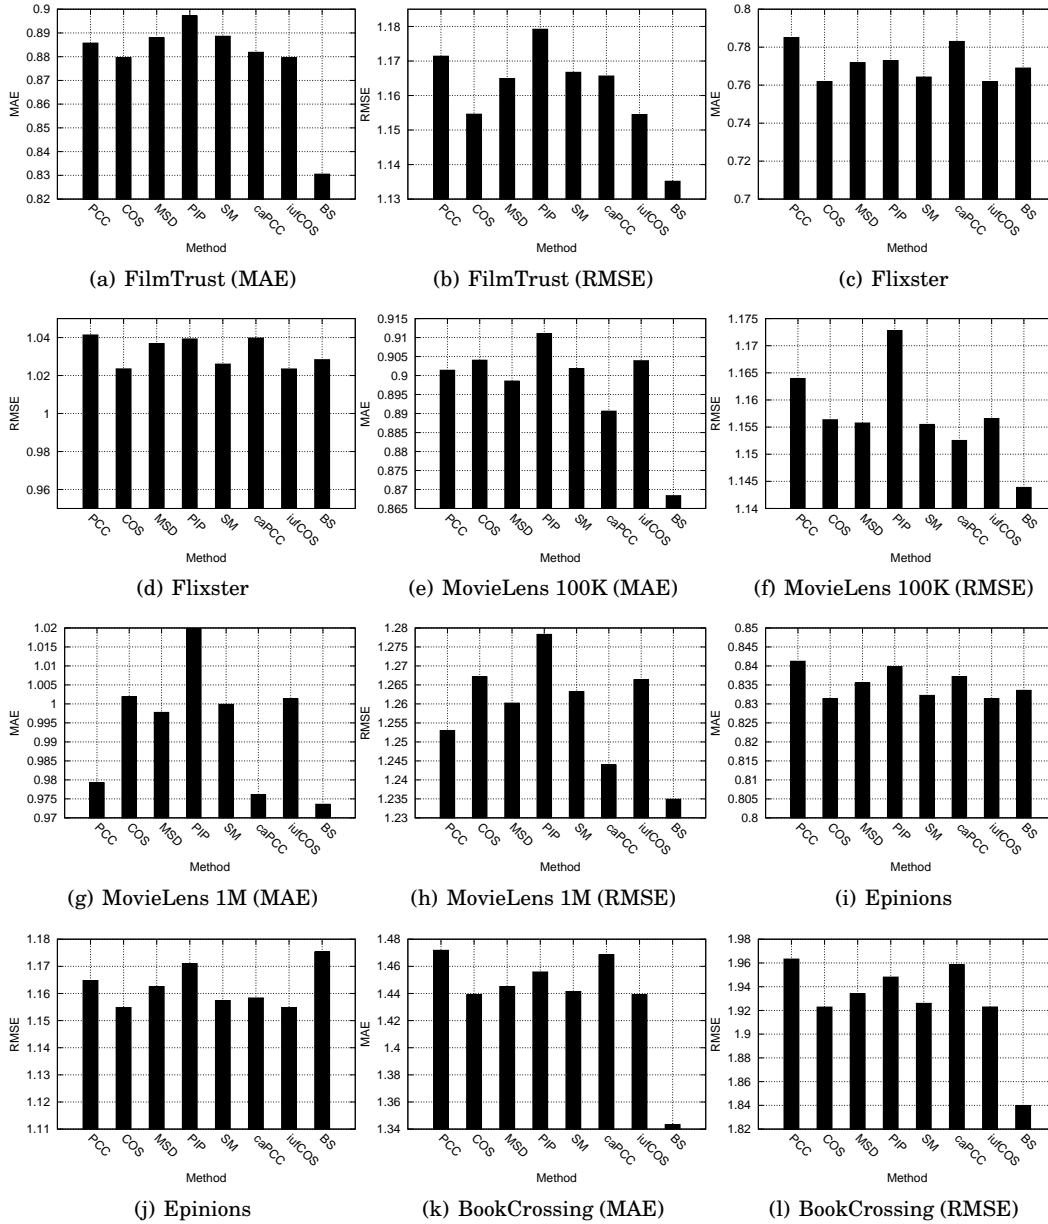 0.9
0.89
0.88
0.87
0.86
0.85
0.84
0.83
0.82
MAE
PCC
COS
MSD
PIP
SM
caPCC
iufCOS
BS
Method
(a) FilmTrust (MAE)
1.18
1.17
1.16
1.15
1.14
1.13
RMSE
PCC
COS
MSD
PIP
SM
caPCC
iufCOS
BS
Method
(b) FilmTrust (RMSE)
0.8
0.78
0.76
0.74
0.72
0.7
MAE
PCC
COS
MSD
PIP
SM
caPCC
iufCOS
BS
Method
(c) Flixster
1.04
1.02
1
0.98
0.96
RMSE
PCC
COS
MSD
PIP
SM
caPCC
iufCOS
BS
Method
(d) Flixster
0.915
0.91
0.905
0.9
0.895
0.89
0.885
0.88
0.875
0.87
0.865
MAE
PCC
COS
MSD
PIP
SM
caPCC
iufCOS
BS
Method
(e) MovieLens 100K (MAE)
1.175
1.17
1.165
1.16
1.155
1.15
1.145
1.14
RMSE
PCC
COS
MSD
PIP
SM
caPCC
iufCOS
BS
Method
(f) MovieLens 100K (RMSE)
1.02
1.015
1.01
1.005
1
0.995
0.99
0.985
0.98
0.975
0.97
MAE
PCC
COS
MSD
PIP
SM
caPCC
iufCOS
BS
Method
(g) MovieLens 1M (MAE)
1.28
1.275
1.27
1.265
1.26
1.255
1.25
1.245
1.24
1.235
1.23
RMSE
PCC
COS
MSD
PIP
SM
caPCC
iufCOS
BS
Method
(h) MovieLens 1M (RMSE)
0.85
0.845
0.84
0.835
0.83
0.825
0.82
0.815
0.81
0.805
0.8
MAE
PCC
COS
MSD
PIP
SM
caPCC
iufCOS
BS
Method
(i) Epinions
1.18
1.17
1.16
1.15
1.14
1.13
1.12
1.11
RMSE
PCC
COS
MSD
PIP
SM
caPCC
iufCOS
BS
Method
(j) Epinions
1.48
1.46
1.44
1.42
1.4
1.38
1.36
1.34
MAE
PCC
COS
MSD
PIP
SM
caPCC
iufCOS
BS
Method
(k) BookCrossing (MAE)
1.98
1.96
1.94
1.92
1.9
1.88
1.86
1.84
1.82
RMSE
PCC
COS
MSD
PIP
SM
caPCC
iufCOS
BS
Method
(l) BookCrossing (RMSE)